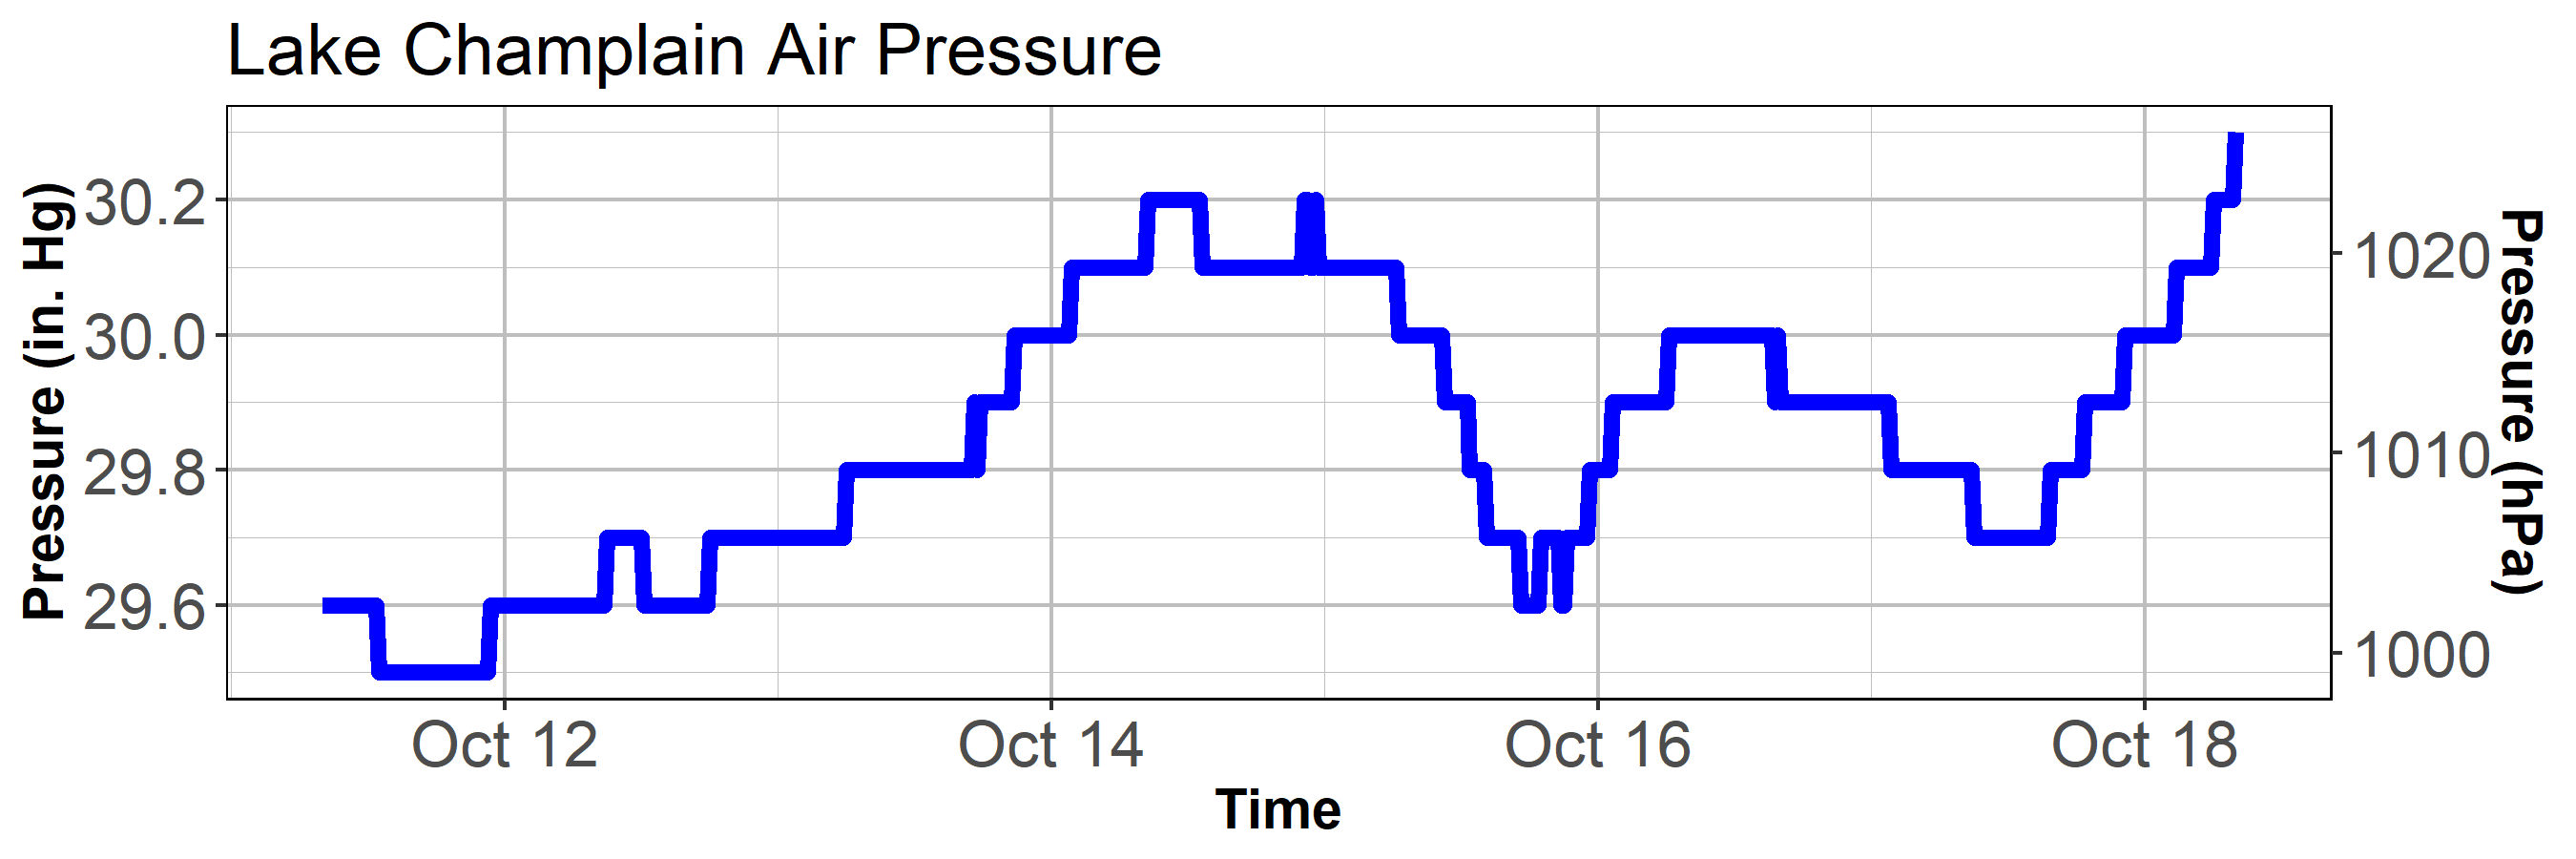 Lake Champlain Air Pressure
Pressure (in. Hg)
30.2
30.0
29.8
29.6
1020
1010
1000
Pressure (hPa)
Oct 12
Oct 14
Oct 16
Oct 18
Time